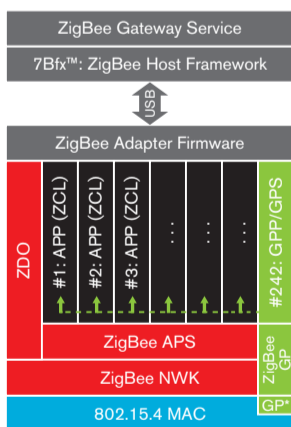 ZigBee Gateway Service
7Bfx™: ZigBee Host Framework
USB
ZigBee Adapter Firmware
ZDO
#1: APP (ZCL)
#2: APP (ZCL)
#3: APP (ZCL)
...
...
...
#242: GPP/GPS
ZigBee APS
ZigBee
GP
ZigBee NWK
802.15.4 MAC
GP*